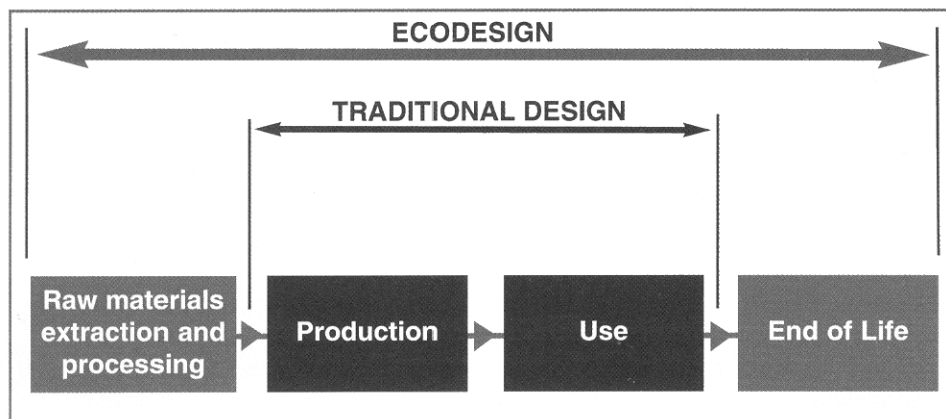 ECODESIGN
TRADITIONAL DESIGN
Raw materials
extraction and
processing
Production
Use
End of Life